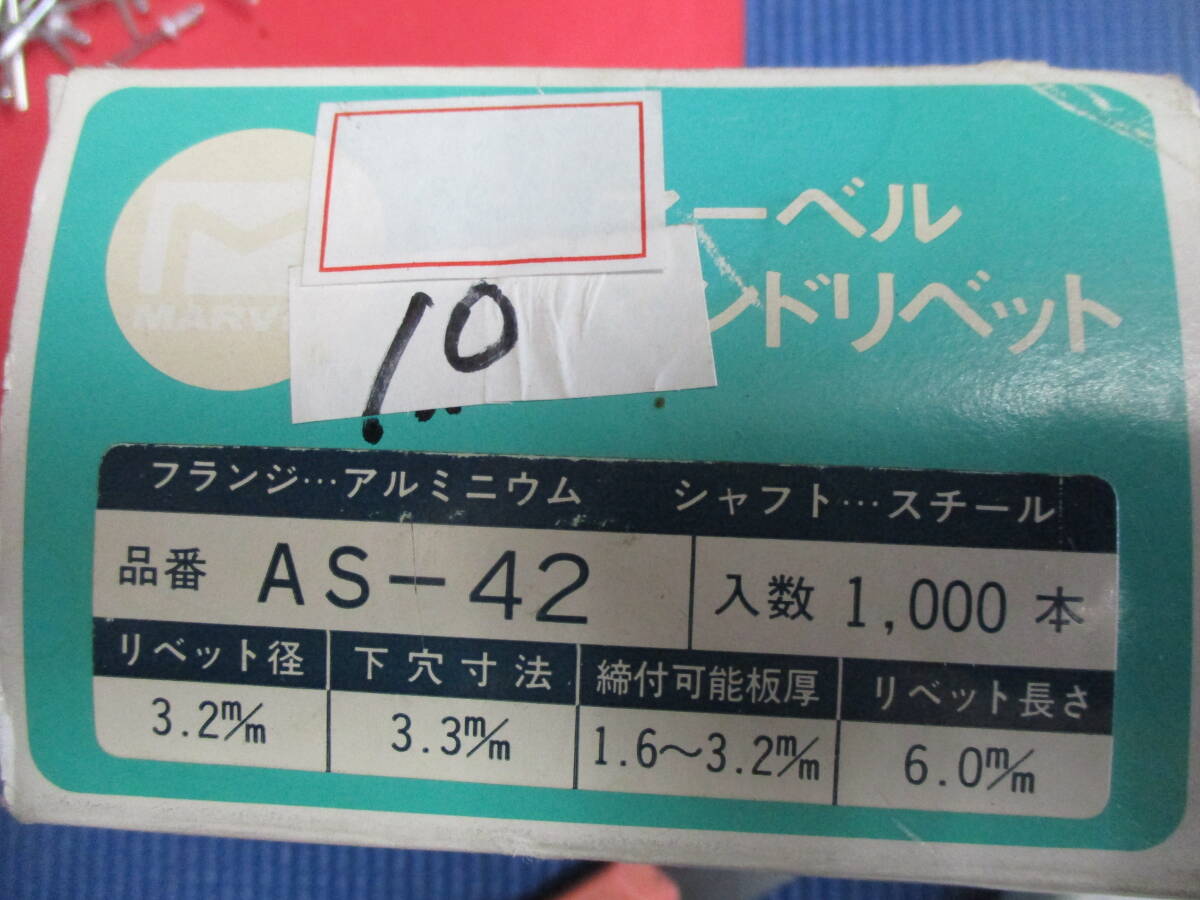 MARV
ーベル
ンドリベット
10
フランジ…アルミニウム シャフト…スチール
品番 AS-42 入数 1,000 本
リベット径 下穴寸法 締付可能板厚 リベット長さ
3.2m/m 3.3m/m 1.6～3.2m/m 6.0m/m